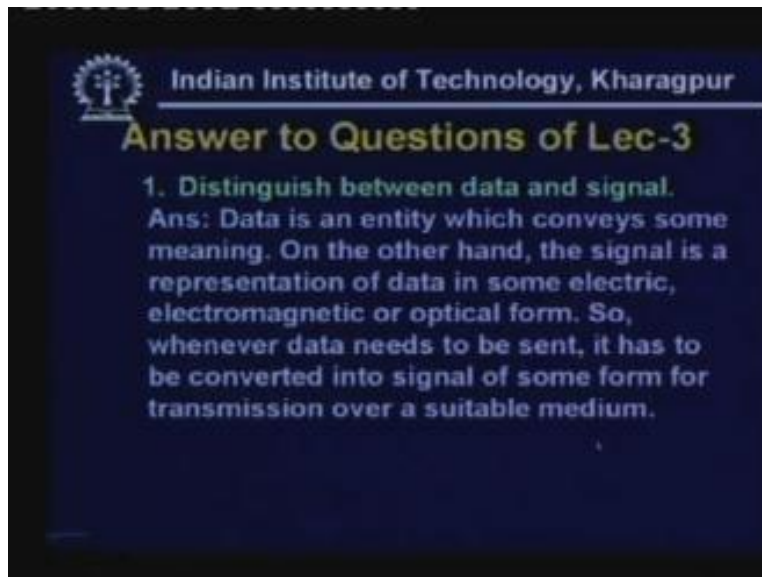 Indian Institute of Technology, Kharagpur
Answer to Questions of Lec-3
1. Distinguish between data and signal.
Ans: Data is an entity which conveys some
meaning. On the other hand, the signal is a
representation of data in some electric,
electromagnetic or optical form. So,
whenever data needs to be sent, it has to
be converted into signal of some form for
transmission over a suitable medium.